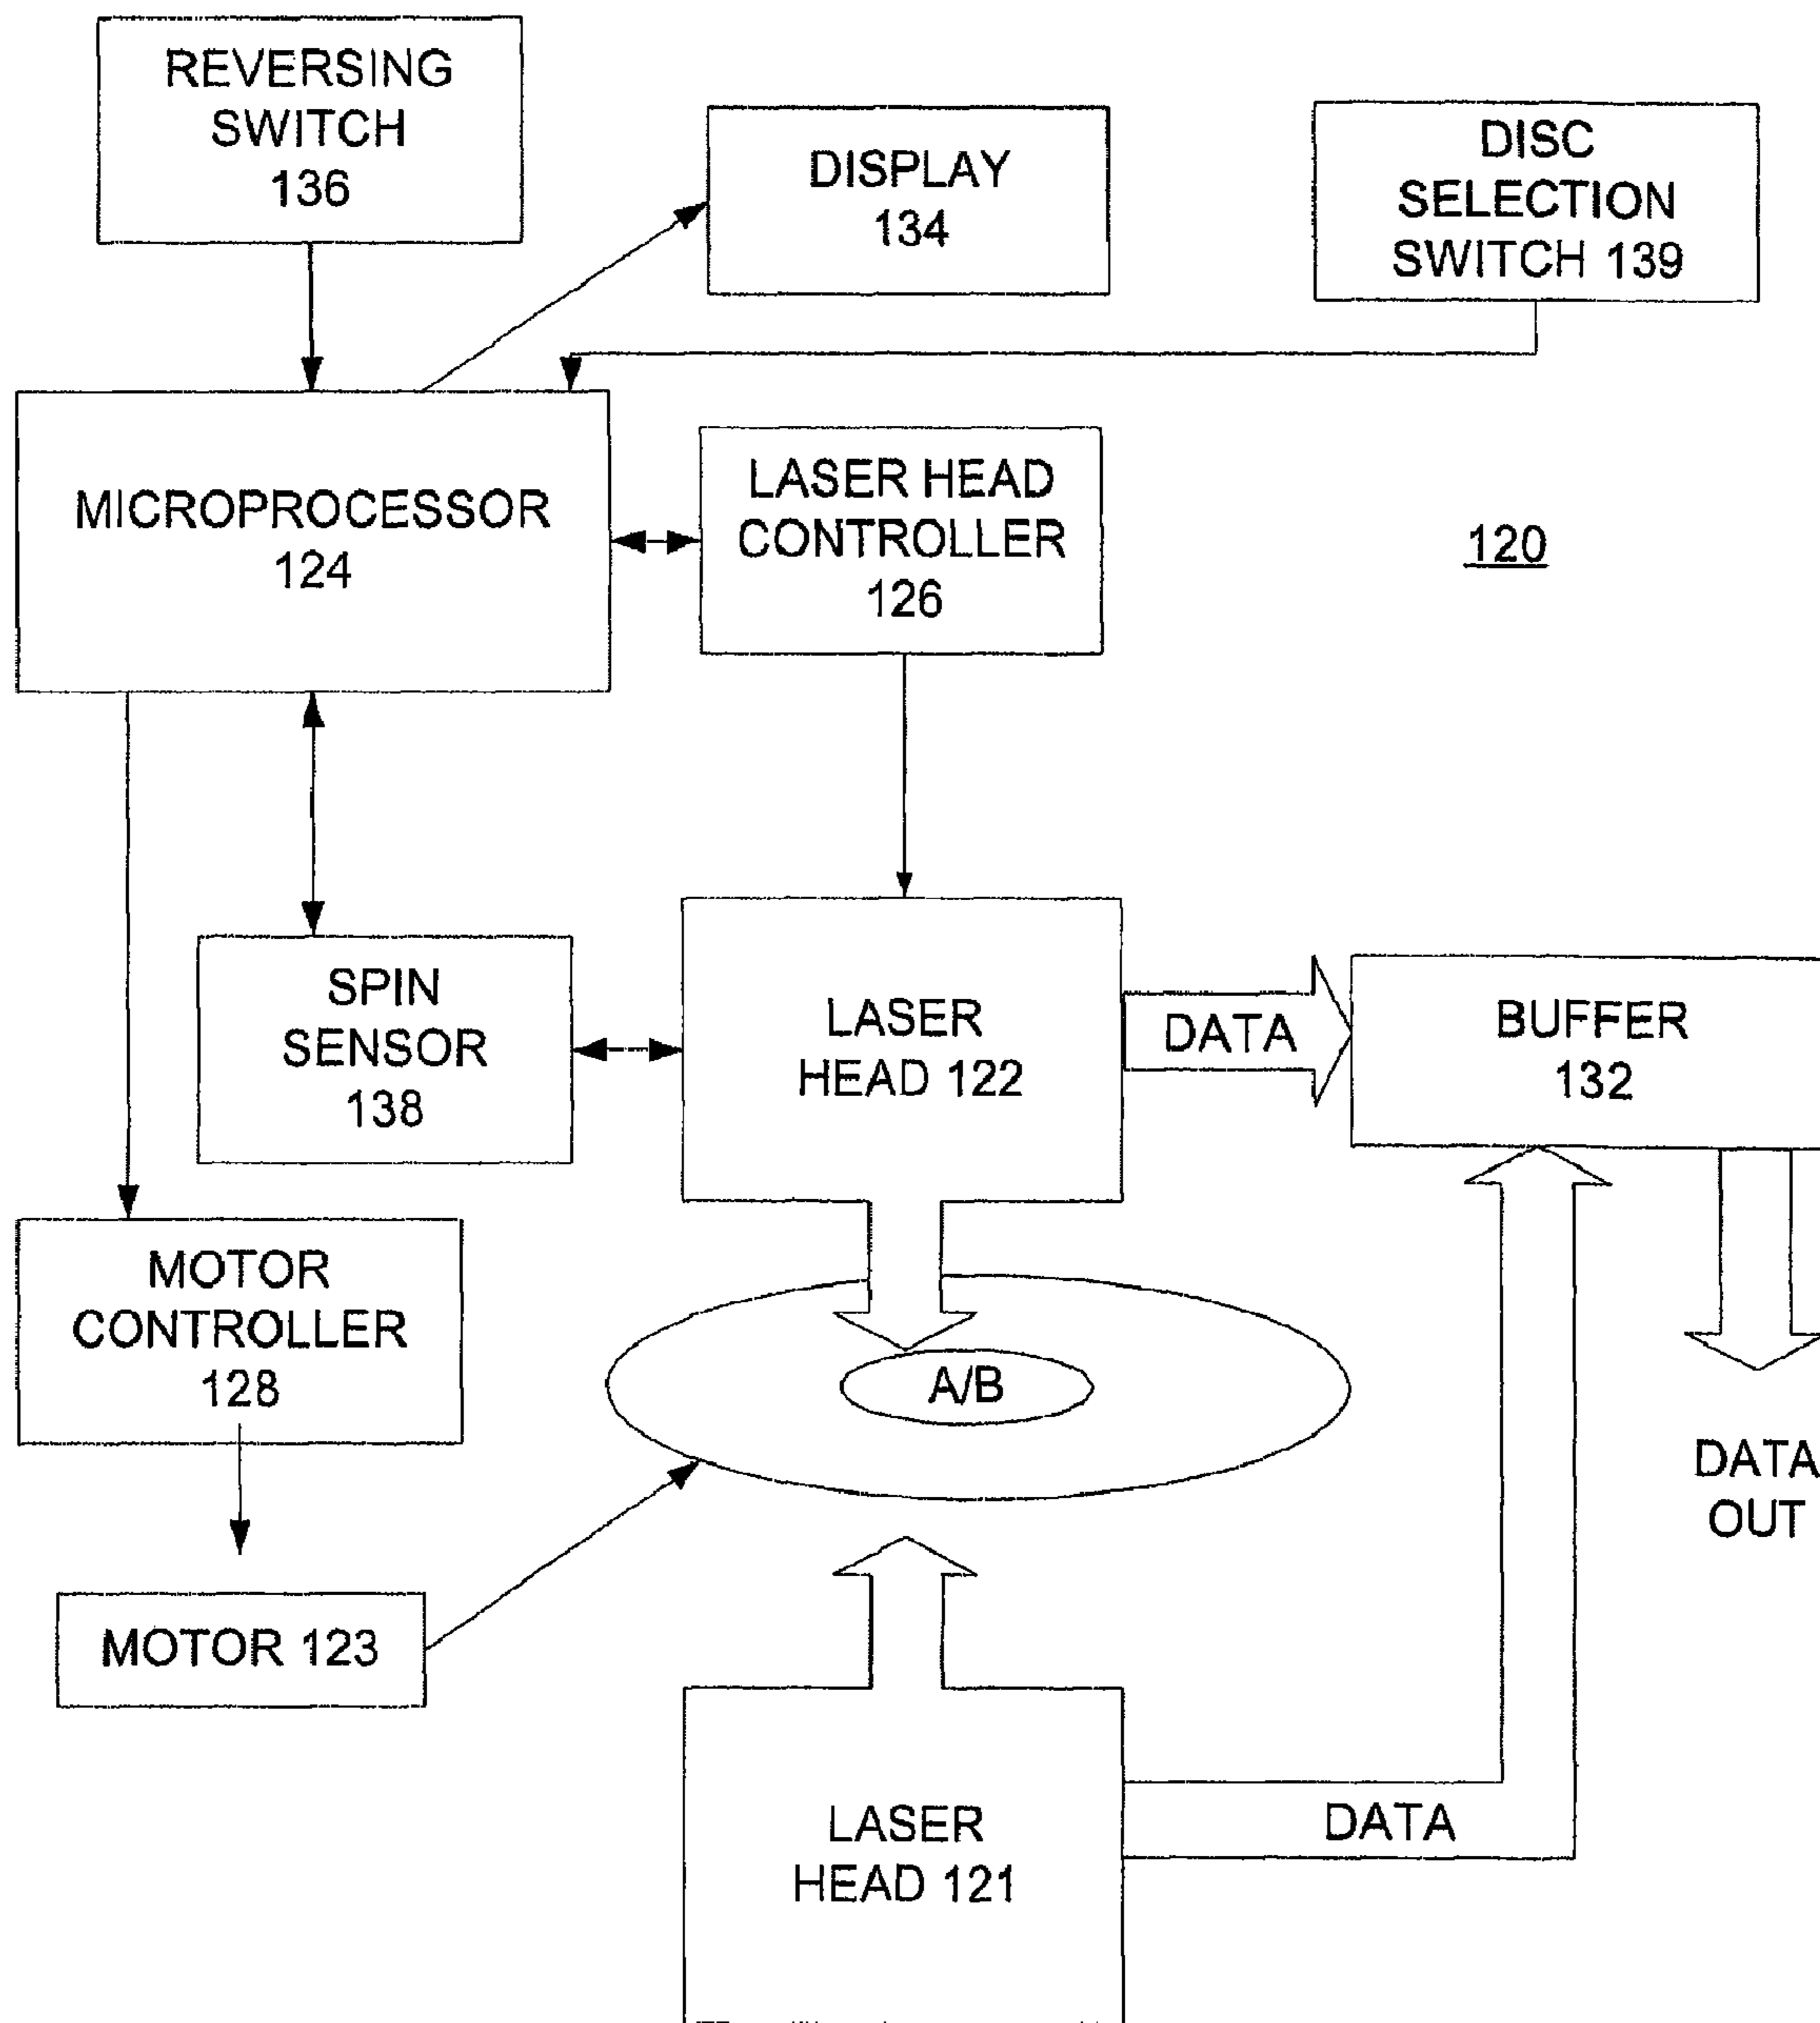 REVERSING
SWITCH
136
DISPLAY
134
DISC
SELECTION
SWITCH 139
MICROPROCESSOR
124
LASER HEAD
CONTROLLER
126
120
SPIN
SENSOR
138
LASER
HEAD 122
DATA
BUFFER
132
MOTOR
CONTROLLER
128
A/B
DATA
OUT
MOTOR 123
LASER
HEAD 121
DATA